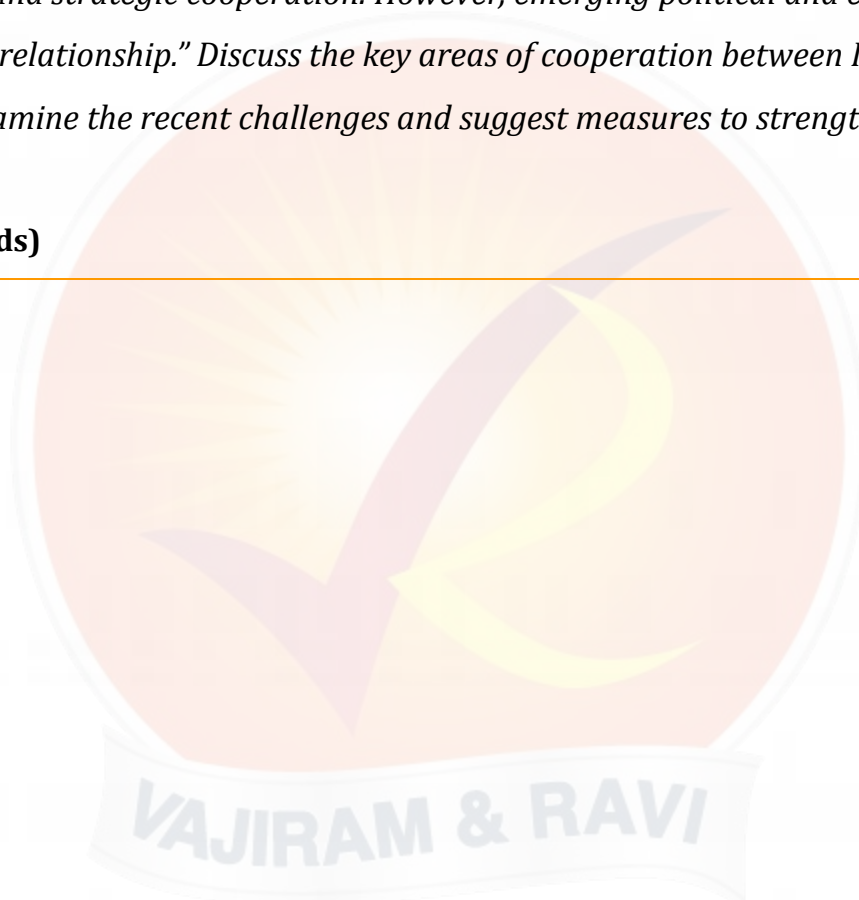 and strategic cooperation. However, emerging political and
relationship.” Discuss the key areas of cooperation between
amine the recent challenges and suggest measures to strengt
ds)
VAJIRAM & RAVI